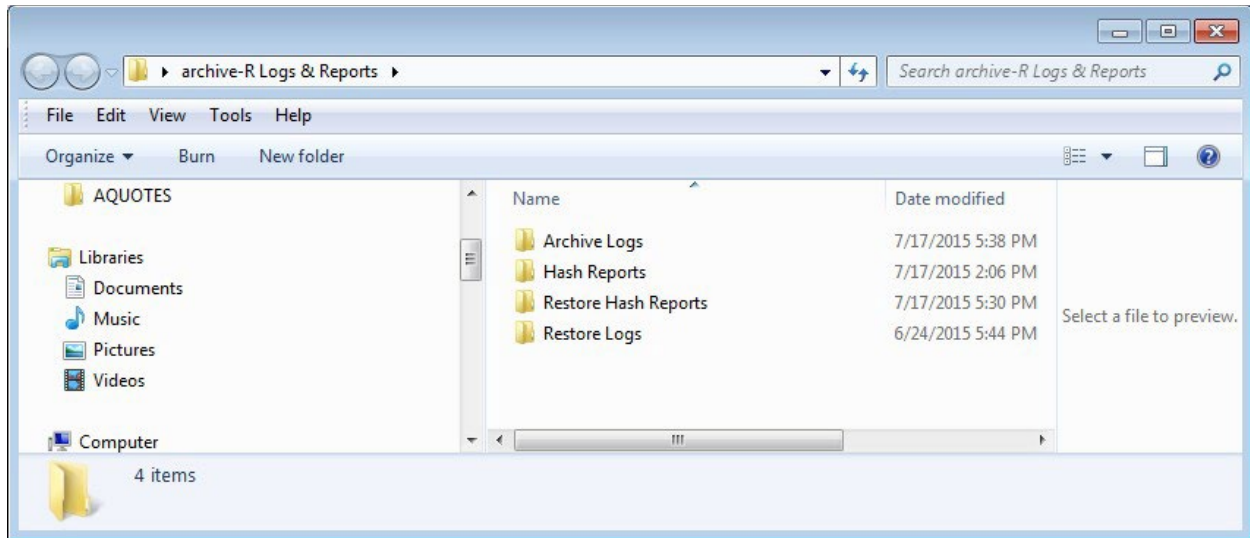 archive-R Logs & Reports
Search archive-R Logs & Reports
File Edit View Tools Help
Organize Burn New folder
AQUOTES
Libraries
Documents
Music
Pictures
Videos
Computer
Name Date modified
Archive Logs 7/17/2015 5:38 PM
Hash Reports 7/17/2015 2:06 PM
Restore Hash Reports 7/17/2015 5:30 PM
Restore Logs 6/24/2015 5:44 PM
Select a file to preview.
4 items